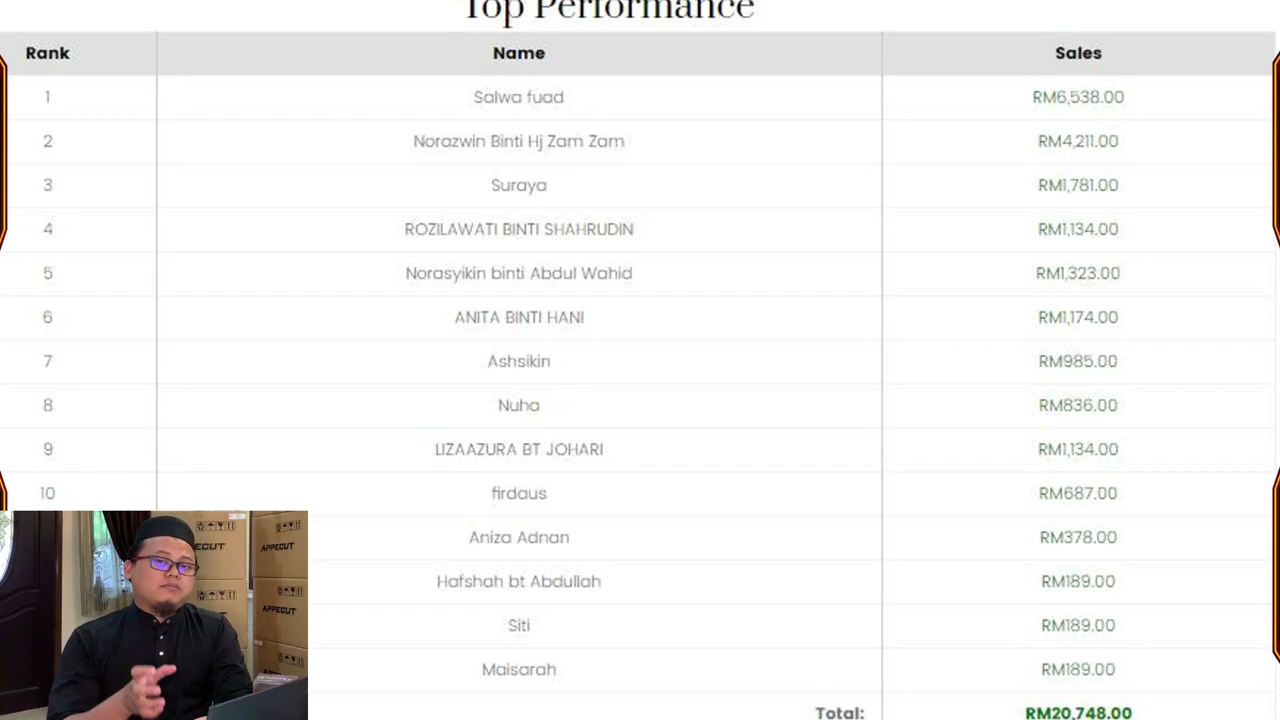 Top Performance
Rank Name Sales
1 Salwa fuad RM6,538.00
2 Norazwin Binti Hj Zam Zam RM4,211.00
3 Suraya RM1,781.00
4 ROZILAWATI BINTI SHAHRUDIN RM1,134.00
5 Norasyikin binti Abdul Wahid RM1,323.00
6 ANITA BINTI HANI RM1,174.00
7 Ashsikin RM985.00
8 Nuha RM836.00
9 LIZAAZURA BT JOHARI RM1,134.00
10 firdaus RM687.00
Aniza Adnan RM378.00
Hafshah bt Abdullah RM189.00
Siti RM189.00
Maisarah RM189.00
Total: RM20,748.00
ECUT
APPECUT
APPECUT
APPECUT